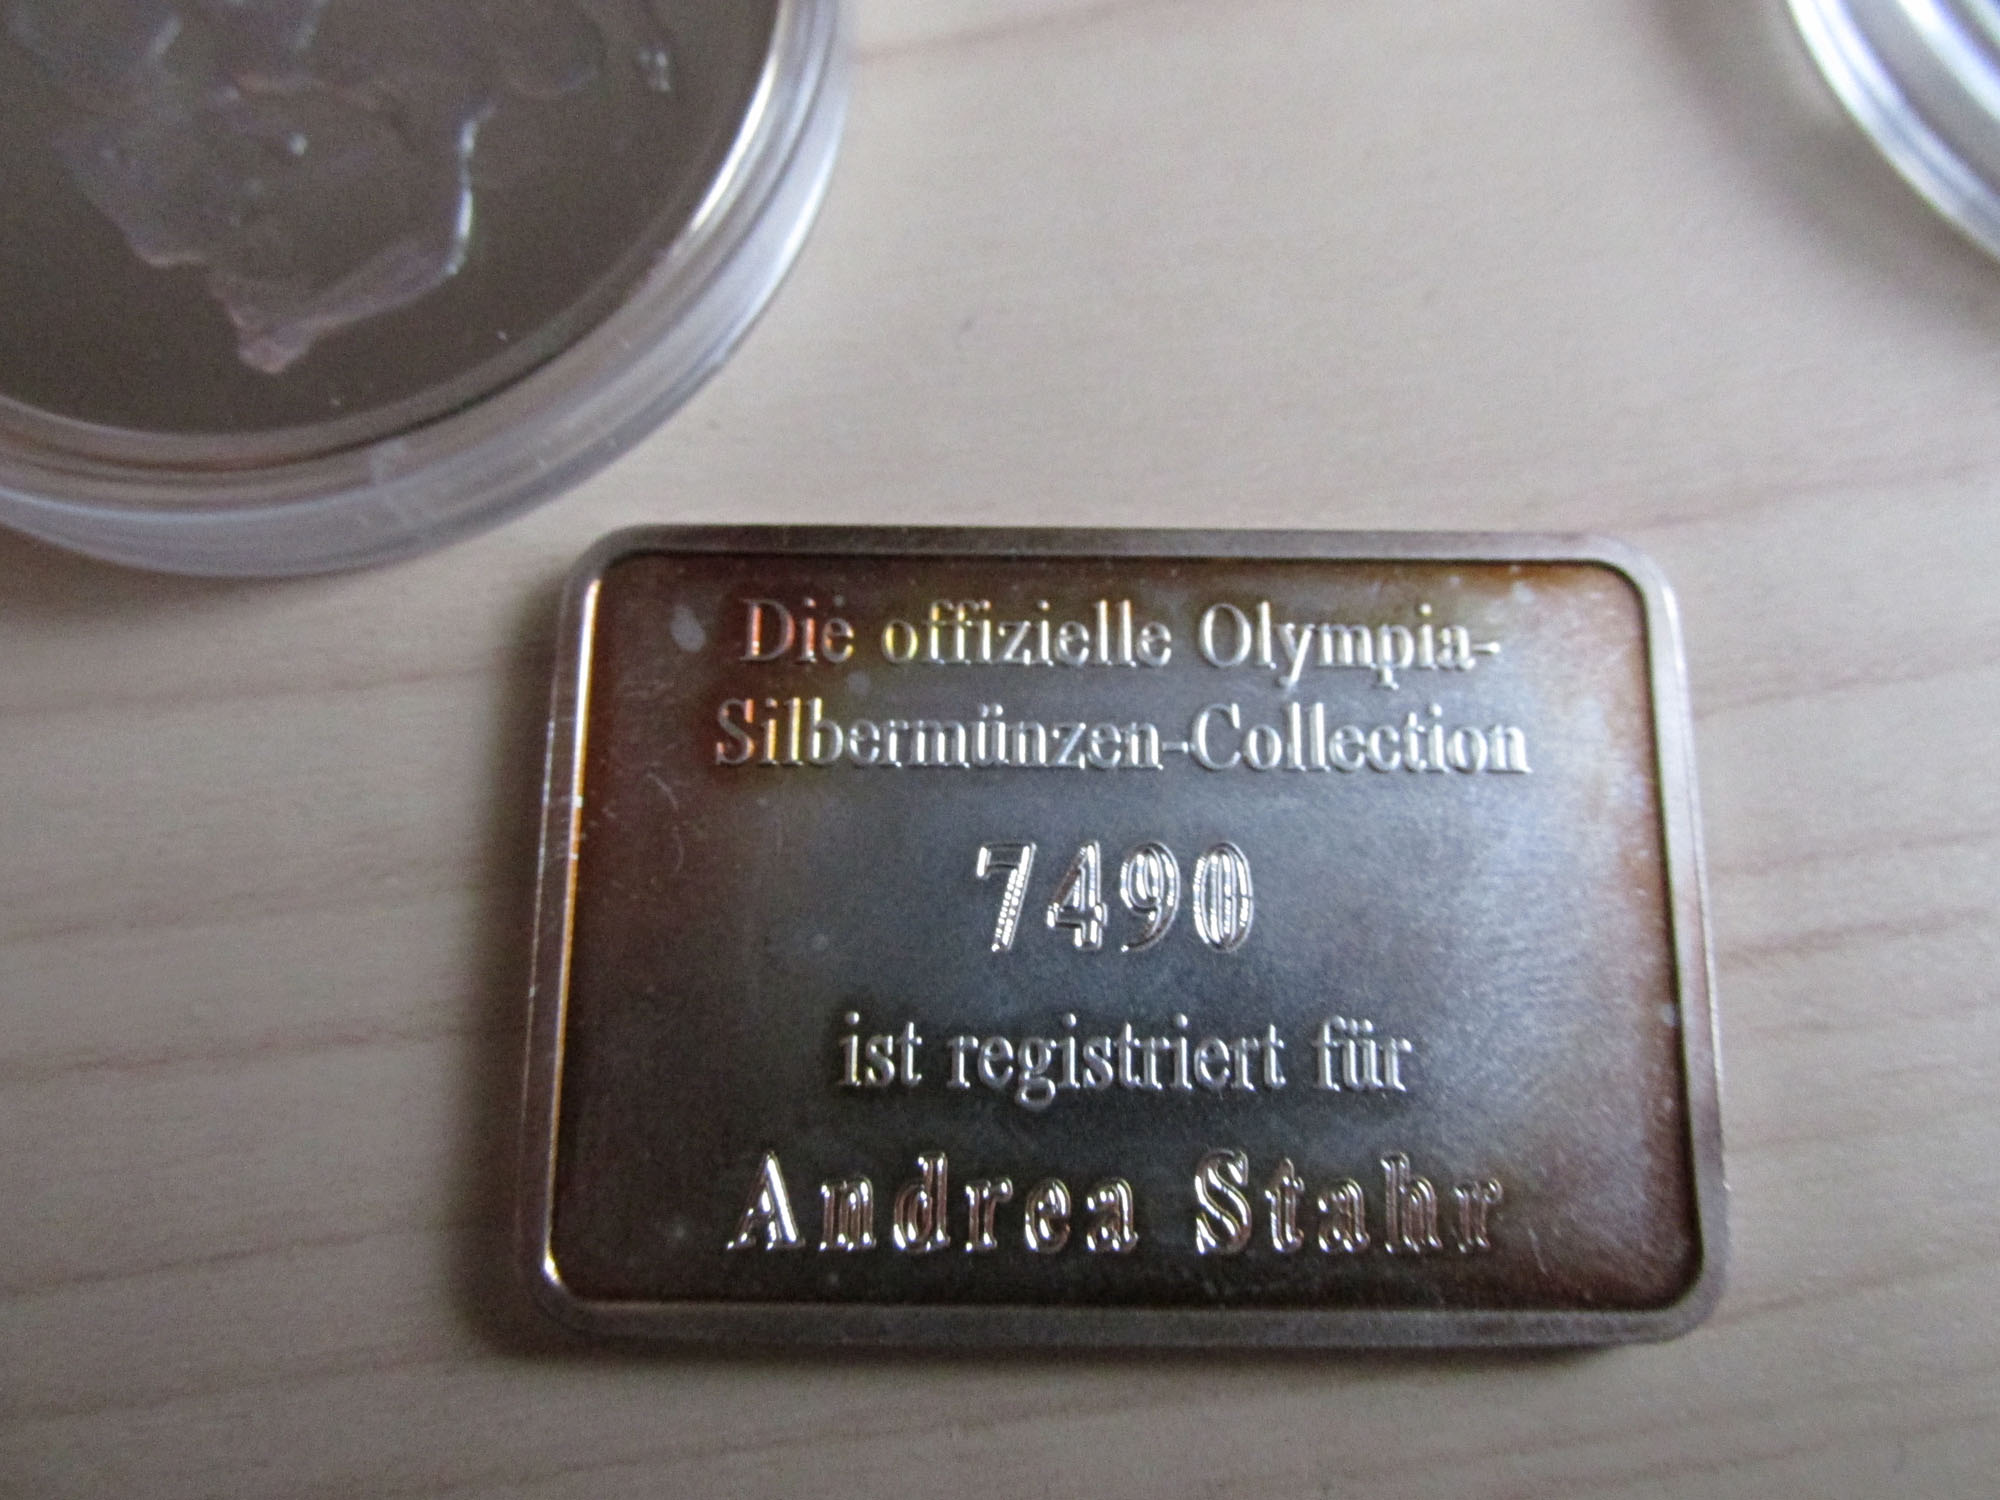 Die offizielle Olympia-
Silbermünzen-Collection
7490
ist registriert für
Andrea Stahr